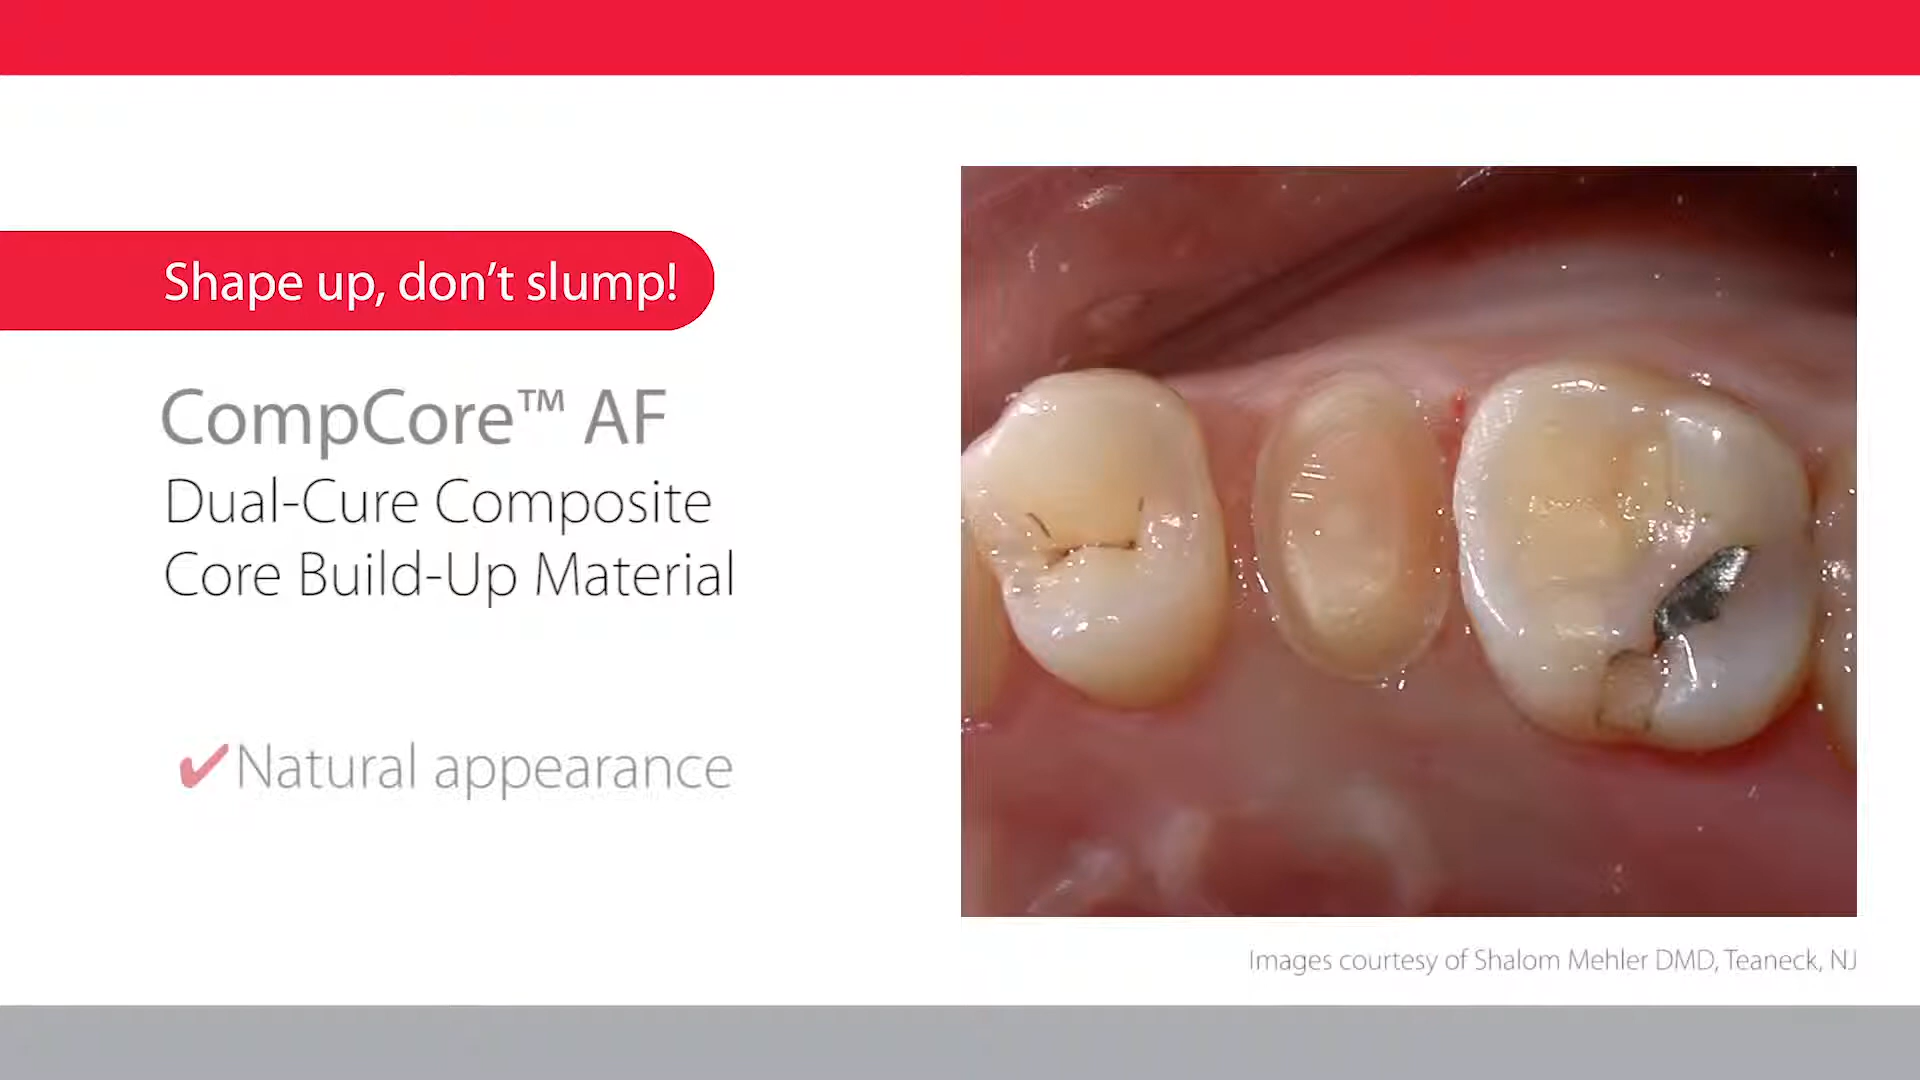 Shape up, don’t slump!
CompCore™ AF
Dual-Cure Composite
Core Build-Up Material
✔Natural appearance
Images courtesy of Shalom Mehler DMD, Teaneck, NJ